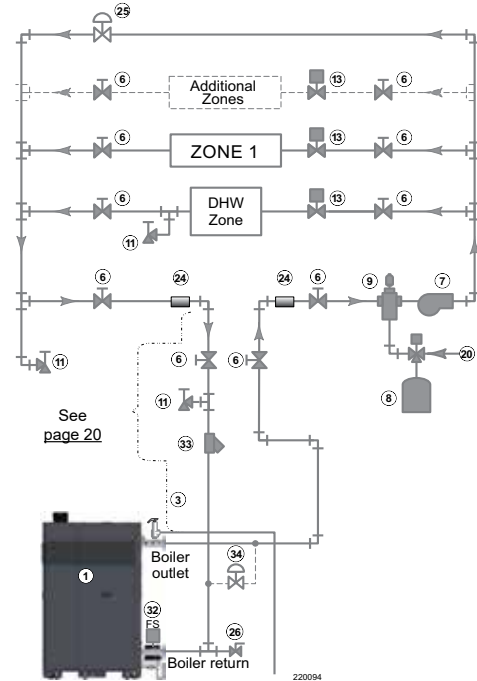 25
6
Additional
Zones
13
6
6
ZONE 1
13
6
6
DHW
Zone
13
6
11
6
24
24
6
9
7
11
6
6
20
8
11
See
page 20
33
3
1
Boiler
outlet
34
32
FS
26
Boiler return
220094